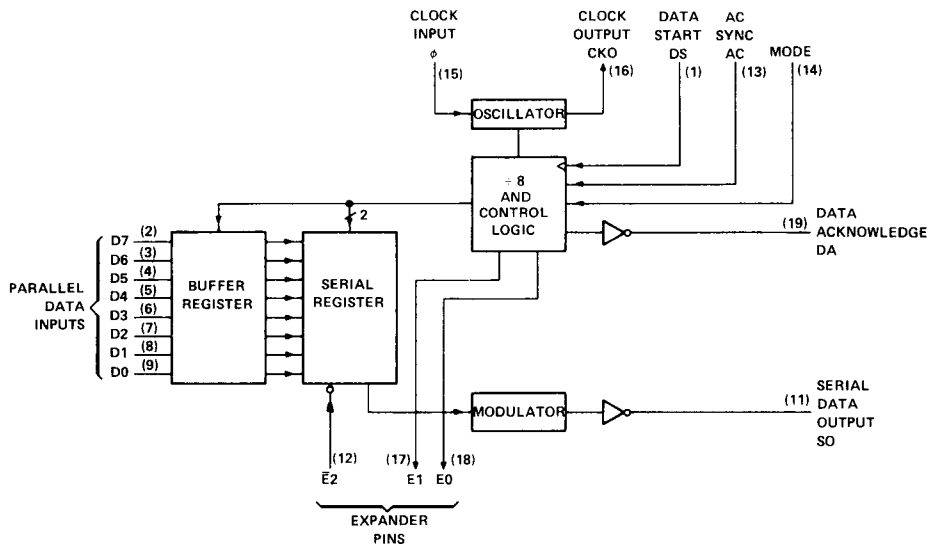 CLOCK
INPUT
ϕ
(15)
CLOCK
OUTPUT
CKO
(16)
DATA
START
DS
(1)
AC
SYNC
AC
(13)
MODE
(14)
OSCILLATOR
÷ 8
AND
CONTROL
LOGIC
2
(19)
DATA
ACKNOWLEDGE
DA
PARALLEL
DATA
INPUTS
D7 (2)
D6 (3)
D5 (4)
D4 (5)
D3 (6)
D2 (7)
D1 (8)
D0 (9)
BUFFER
REGISTER
SERIAL
REGISTER
MODULATOR
(11)
SERIAL
DATA
OUTPUT
SO
(12)
E̅2
(17)
E1
(18)
E0
EXPANDER
PINS